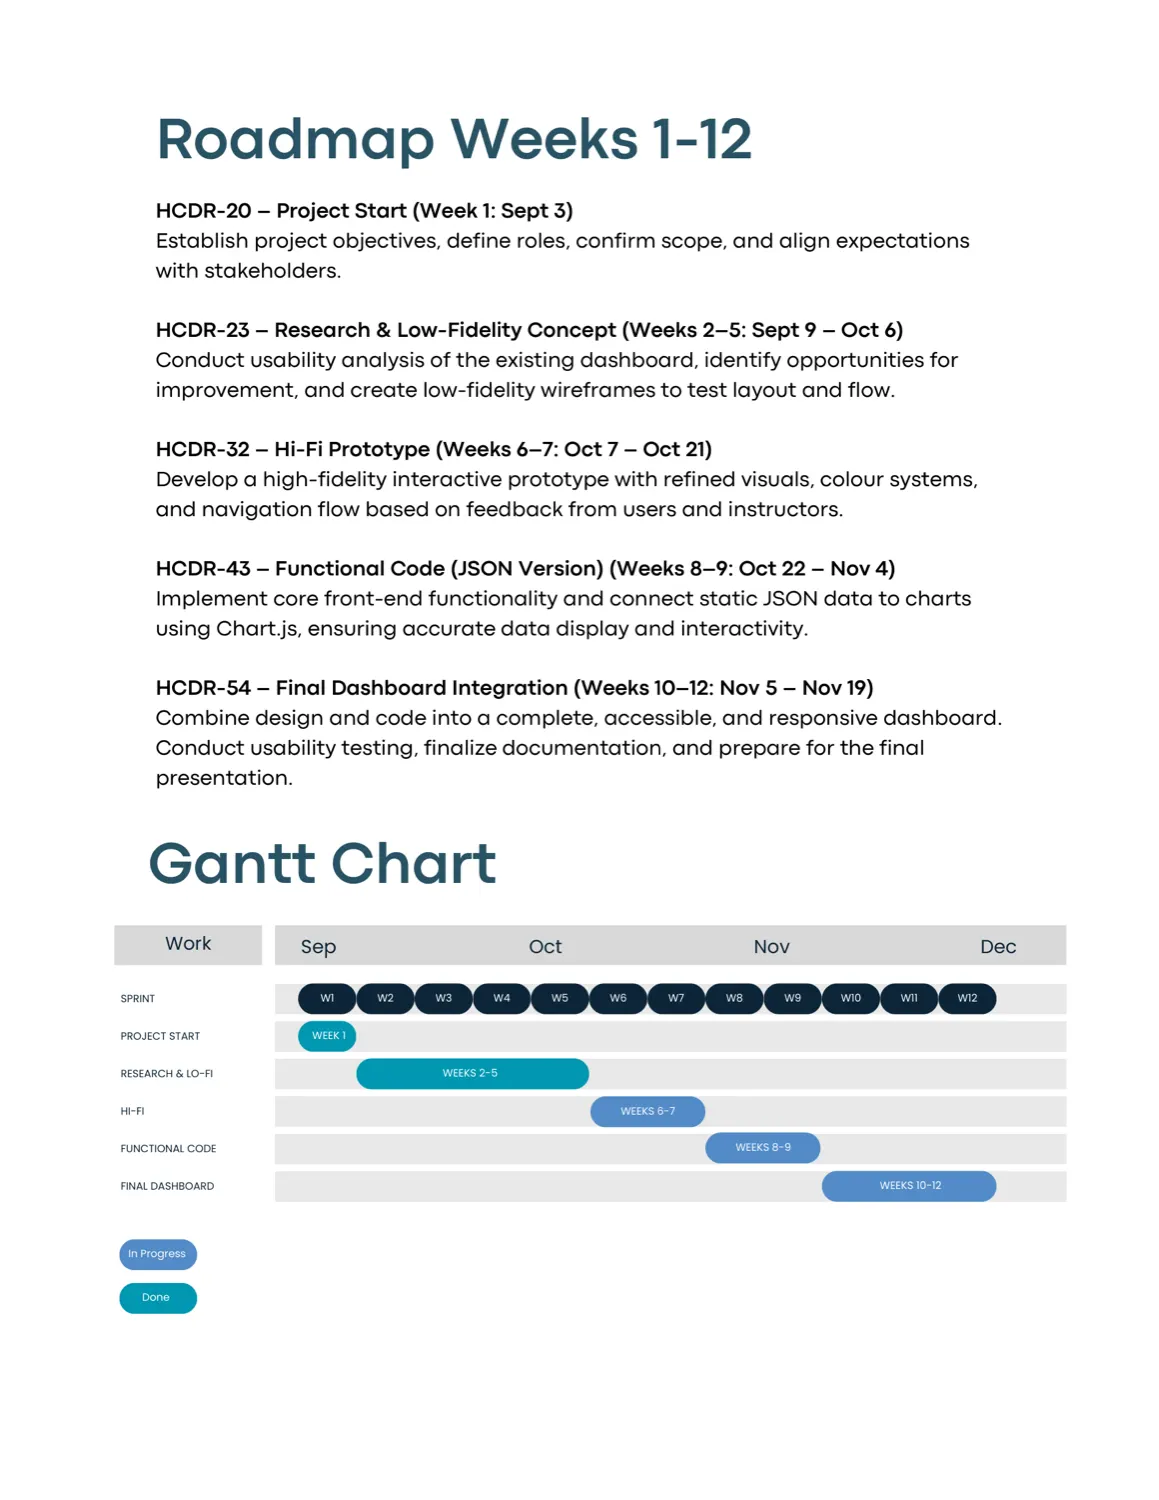 Roadmap Weeks 1-12
HCDR-20 – Project Start (Week 1: Sept 3)
Establish project objectives, define roles, confirm scope, and align expectations
with stakeholders.
HCDR-23 – Research & Low-Fidelity Concept (Weeks 2–5: Sept 9 – Oct 6)
Conduct usability analysis of the existing dashboard, identify opportunities for
improvement, and create low-fidelity wireframes to test layout and flow.
HCDR-32 – Hi-Fi Prototype (Weeks 6–7: Oct 7 – Oct 21)
Develop a high-fidelity interactive prototype with refined visuals, colour systems,
and navigation flow based on feedback from users and instructors.
HCDR-43 – Functional Code (JSON Version) (Weeks 8–9: Oct 22 – Nov 4)
Implement core front-end functionality and connect static JSON data to charts
using Chart.js, ensuring accurate data display and interactivity.
HCDR-54 – Final Dashboard Integration (Weeks 10–12: Nov 5 – Nov 19)
Combine design and code into a complete, accessible, and responsive dashboard.
Conduct usability testing, finalize documentation, and prepare for the final
presentation.
Gantt Chart
Work Sep Oct Nov Dec
SPRINT W1 W2 W3 W4 W5 W6 W7 W8 W9 W10 W11 W12
PROJECT START WEEK 1
RESEARCH & LO-FI WEEKS 2-5
HI-FI WEEKS 6-7
FUNCTIONAL CODE WEEKS 8-9
FINAL DASHBOARD WEEKS 10-12
In Progress
Done